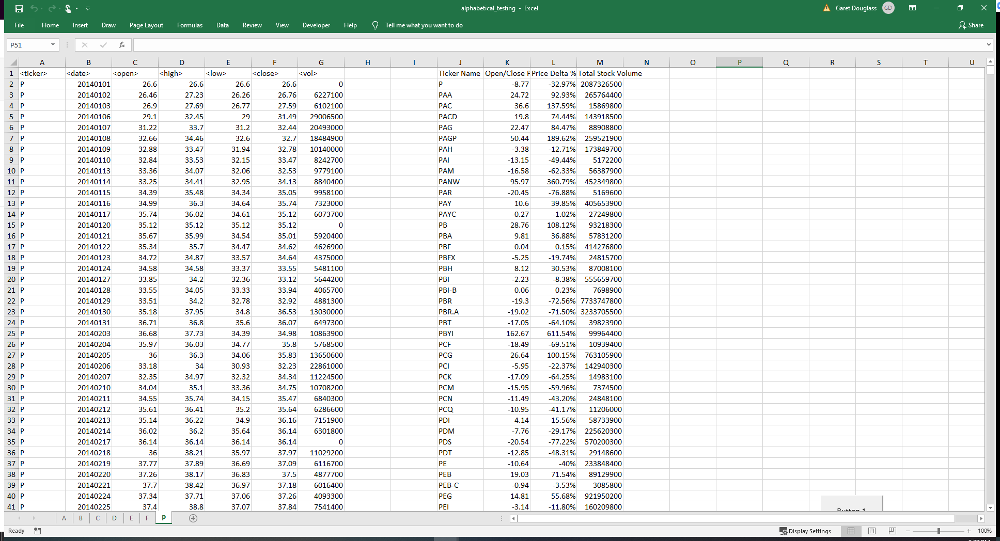 alphabetical_testing - Excel
Garet Douglass GD
File Home Insert Draw Page Layout Formulas Data Review View Developer Help Tell me what you want to do
Share
P51 fx
A B C D E F G H I J K L M N O P Q R S T U
1 <ticker> <date> <open> <high> <low> <close> <vol> Ticker Name Open/Close P Price Delta % Total Stock Volume
2 P 20140101 26.6 26.6 26.6 26.6 0 P -8.77 -32.97% 2087326500
3 P 20140102 26.46 27.23 26.26 26.76 6227100 PAA 24.72 92.93% 265764400
4 P 20140103 26.9 27.69 26.77 27.59 6102100 PAC 36.6 137.59% 15869800
5 P 20140106 29.1 32.45 29 31.49 29006500 PACD 19.8 74.44% 143918500
6 P 20140107 31.22 33.7 31.2 32.44 20493000 PAG 22.47 84.47% 88908800
7 P 20140108 32.66 34.46 32.6 32.7 18484900 PAGP 50.44 189.62% 259521900
8 P 20140109 32.88 33.47 31.94 32.78 10140000 PAH -3.38 -12.71% 173849700
9 P 20140110 32.84 33.53 32.15 33.47 8242700 PAI -13.15 -49.44% 5172200
10 P 20140113 33.36 34.07 32.06 32.53 9779100 PAM -16.58 -62.33% 56387900
11 P 20140114 33.25 34.41 32.95 34.13 8840400 PANW 95.97 360.79% 452349800
12 P 20140115 34.39 35.48 34.34 35.05 9958100 PAR -20.45 -76.88% 5169600
13 P 20140116 34.99 36.3 34.64 35.74 7323000 PAY 10.6 39.85% 405653900
14 P 20140117 35.74 36.02 34.61 35.12 6073700 PAYC -0.27 -1.02% 27249800
15 P 20140120 35.12 35.12 35.12 35.12 0 PB 28.76 108.12% 93218300
16 P 20140121 35.67 35.99 34.54 35.01 5920400 PBA 9.81 36.88% 57831200
17 P 20140122 35.34 35.7 34.47 34.62 4626900 PBF 0.04 0.15% 414276800
18 P 20140123 34.72 34.87 33.57 34.64 4375000 PBFX -5.25 -19.74% 24815700
19 P 20140124 34.58 34.58 33.37 33.55 5481100 PBH 8.12 30.53% 87008100
20 P 20140127 33.85 34.2 32.36 33.12 5644200 PBI -2.23 -8.38% 555659700
21 P 20140128 33.55 34.05 33.33 33.94 4065700 PBI-B 0.06 0.23% 7698900
22 P 20140129 33.51 34.2 32.78 32.92 4881300 PBR -19.3 -72.56% 7733747800
23 P 20140130 35.18 37.95 34.8 36.53 13030000 PBR.A -19.02 -71.50% 3233705500
24 P 20140131 36.71 36.8 35.6 36.07 6497300 PBT -17.05 -64.10% 39823900
25 P 20140203 36.68 37.73 34.39 34.98 10863900 PBYI 162.67 611.54% 99964400
26 P 20140204 35.97 36.03 34.77 35.8 5768500 PCF -18.49 -69.51% 10939400
27 P 20140205 36 36.3 34.06 35.83 13650600 PCG 26.64 100.15% 763105900
28 P 20140206 33.18 34 30.93 32.23 22861000 PCI -5.95 -22.37% 142940300
29 P 20140207 32.35 34.97 32.32 34.34 11224500 PCK -17.09 -64.25% 14983100
30 P 20140210 34.04 35.1 33.36 34.75 10708200 PCM -15.95 -59.96% 7374500
31 P 20140211 34.55 35.74 34.15 35.47 6840300 PCN -11.49 -43.20% 24848100
32 P 20140212 35.61 36.41 35.2 35.64 6286600 PCQ -10.95 -41.17% 11206000
33 P 20140213 35.14 36.22 34.9 36.16 7151900 PDI 4.14 15.56% 58733900
34 P 20140214 36.02 36.2 35.64 36.14 6301800 PDM -7.76 -29.17% 225620300
35 P 20140217 36.14 36.14 36.14 36.14 0 PDS -20.54 -77.22% 570200300
36 P 20140218 36 38.21 35.97 37.97 11029200 PDT -12.85 -48.31% 29148600
37 P 20140219 37.77 37.89 36.69 37.09 6116700 PE -10.64 -40% 233848400
38 P 20140220 37.26 38.17 36.83 37.5 4877700 PEB 19.03 71.54% 89129900
39 P 20140221 37.7 38.42 36.97 37.18 6016400 PEB-C -0.94 -3.53% 3085800
40 P 20140224 37.34 37.71 37.06 37.26 4093300 PEG 14.81 55.68% 921950200
41 P 20140225 37.4 38.8 37.07 37.84 7541400 PEI -3.14 -11.80% 160209800
Button 1
A B C D E F P
Ready Display Settings 100%